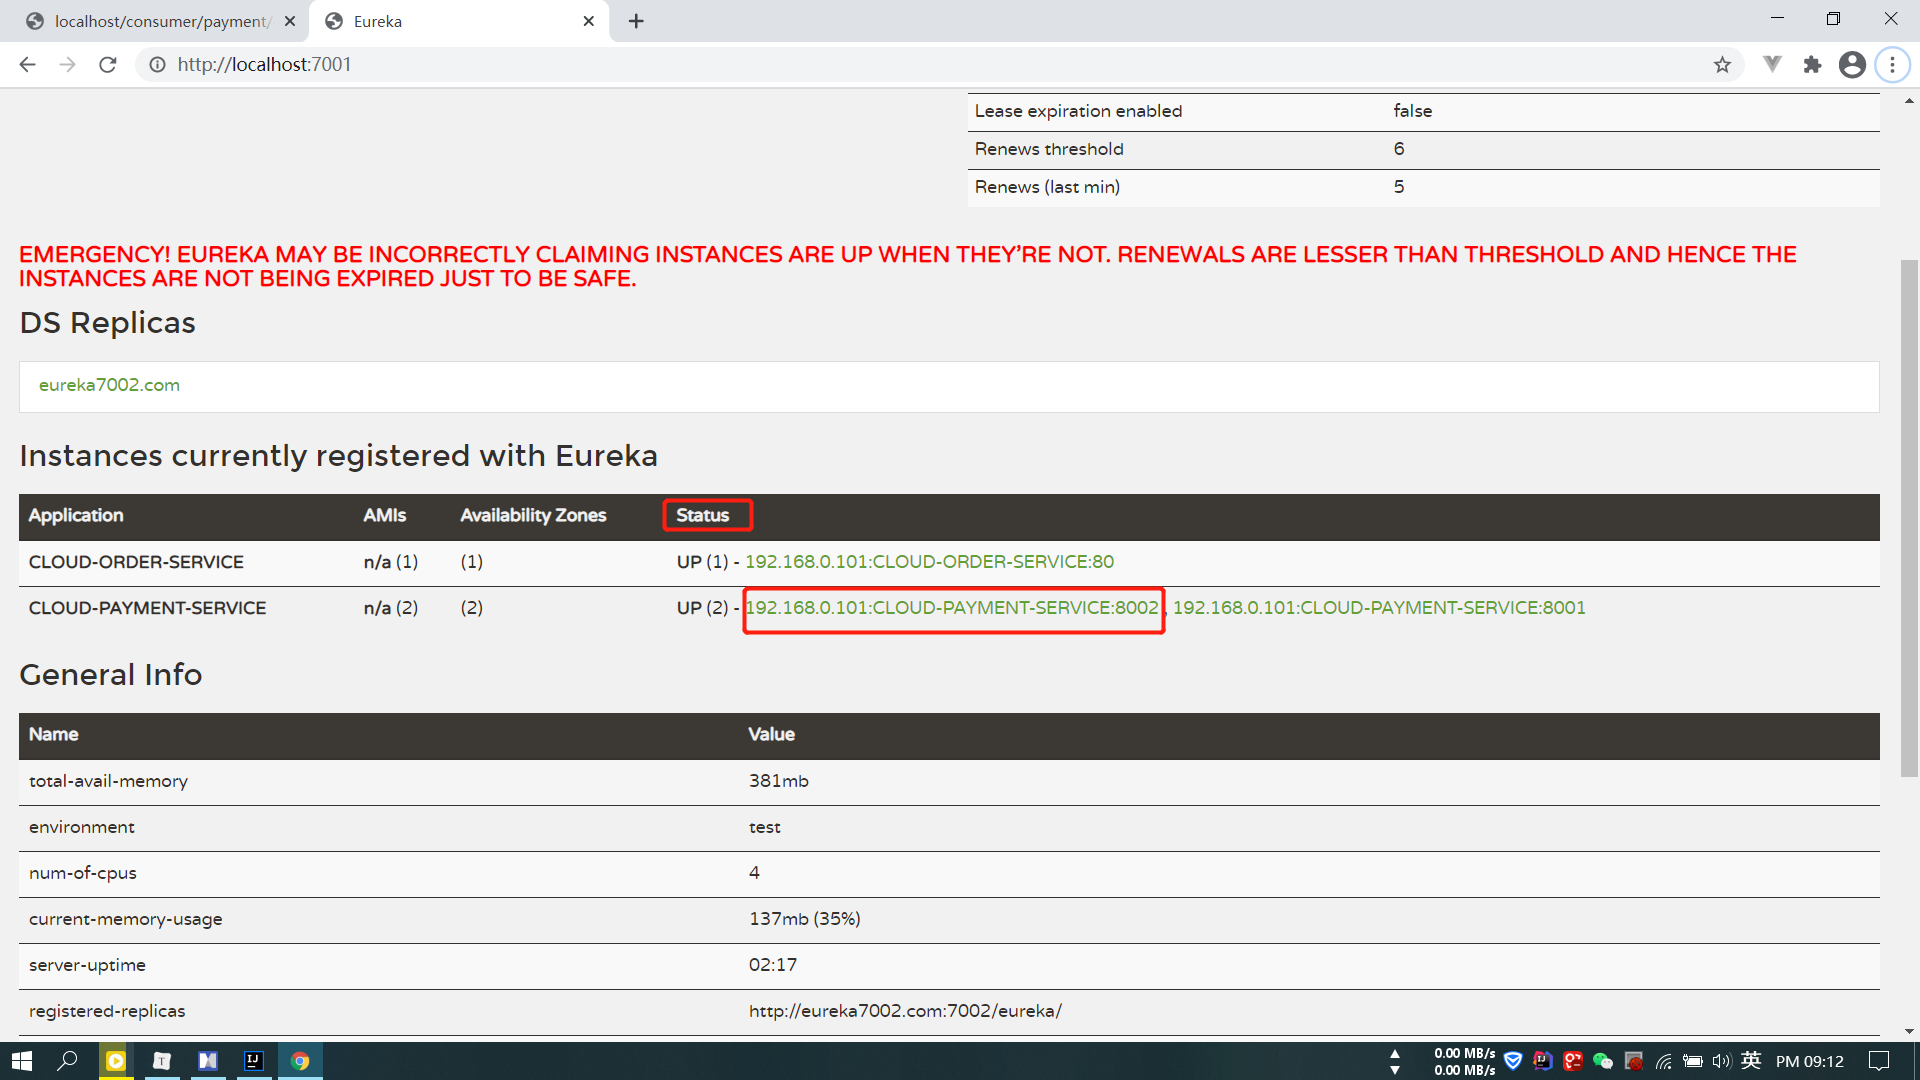 localhost/consumer/payment/
Eureka
http://localhost:7001
Lease expiration enabled false
Renews threshold 6
Renews (last min) 5
EMERGENCY! EUREKA MAY BE INCORRECTLY CLAIMING INSTANCES ARE UP WHEN THEY'RE NOT. RENEWALS ARE LESSER THAN THRESHOLD AND HENCE THE
INSTANCES ARE NOT BEING EXPIRED JUST TO BE SAFE.
DS Replicas
eureka7002.com
Instances currently registered with Eureka
Application AMIs Availability Zones Status
CLOUD-ORDER-SERVICE n/a (1) (1) UP (1) - 192.168.0.101:CLOUD-ORDER-SERVICE:80
CLOUD-PAYMENT-SERVICE n/a (2) (2) UP (2) - 192.168.0.101:CLOUD-PAYMENT-SERVICE:8002 , 192.168.0.101:CLOUD-PAYMENT-SERVICE:8001
General Info
Name Value
total-avail-memory 381mb
environment test
num-of-cpus 4
current-memory-usage 137mb (35%)
server-uptime 02:17
registered-replicas http://eureka7002.com:7002/eureka/
0.00 MB/s
0.00 MB/s
英 PM 09:12